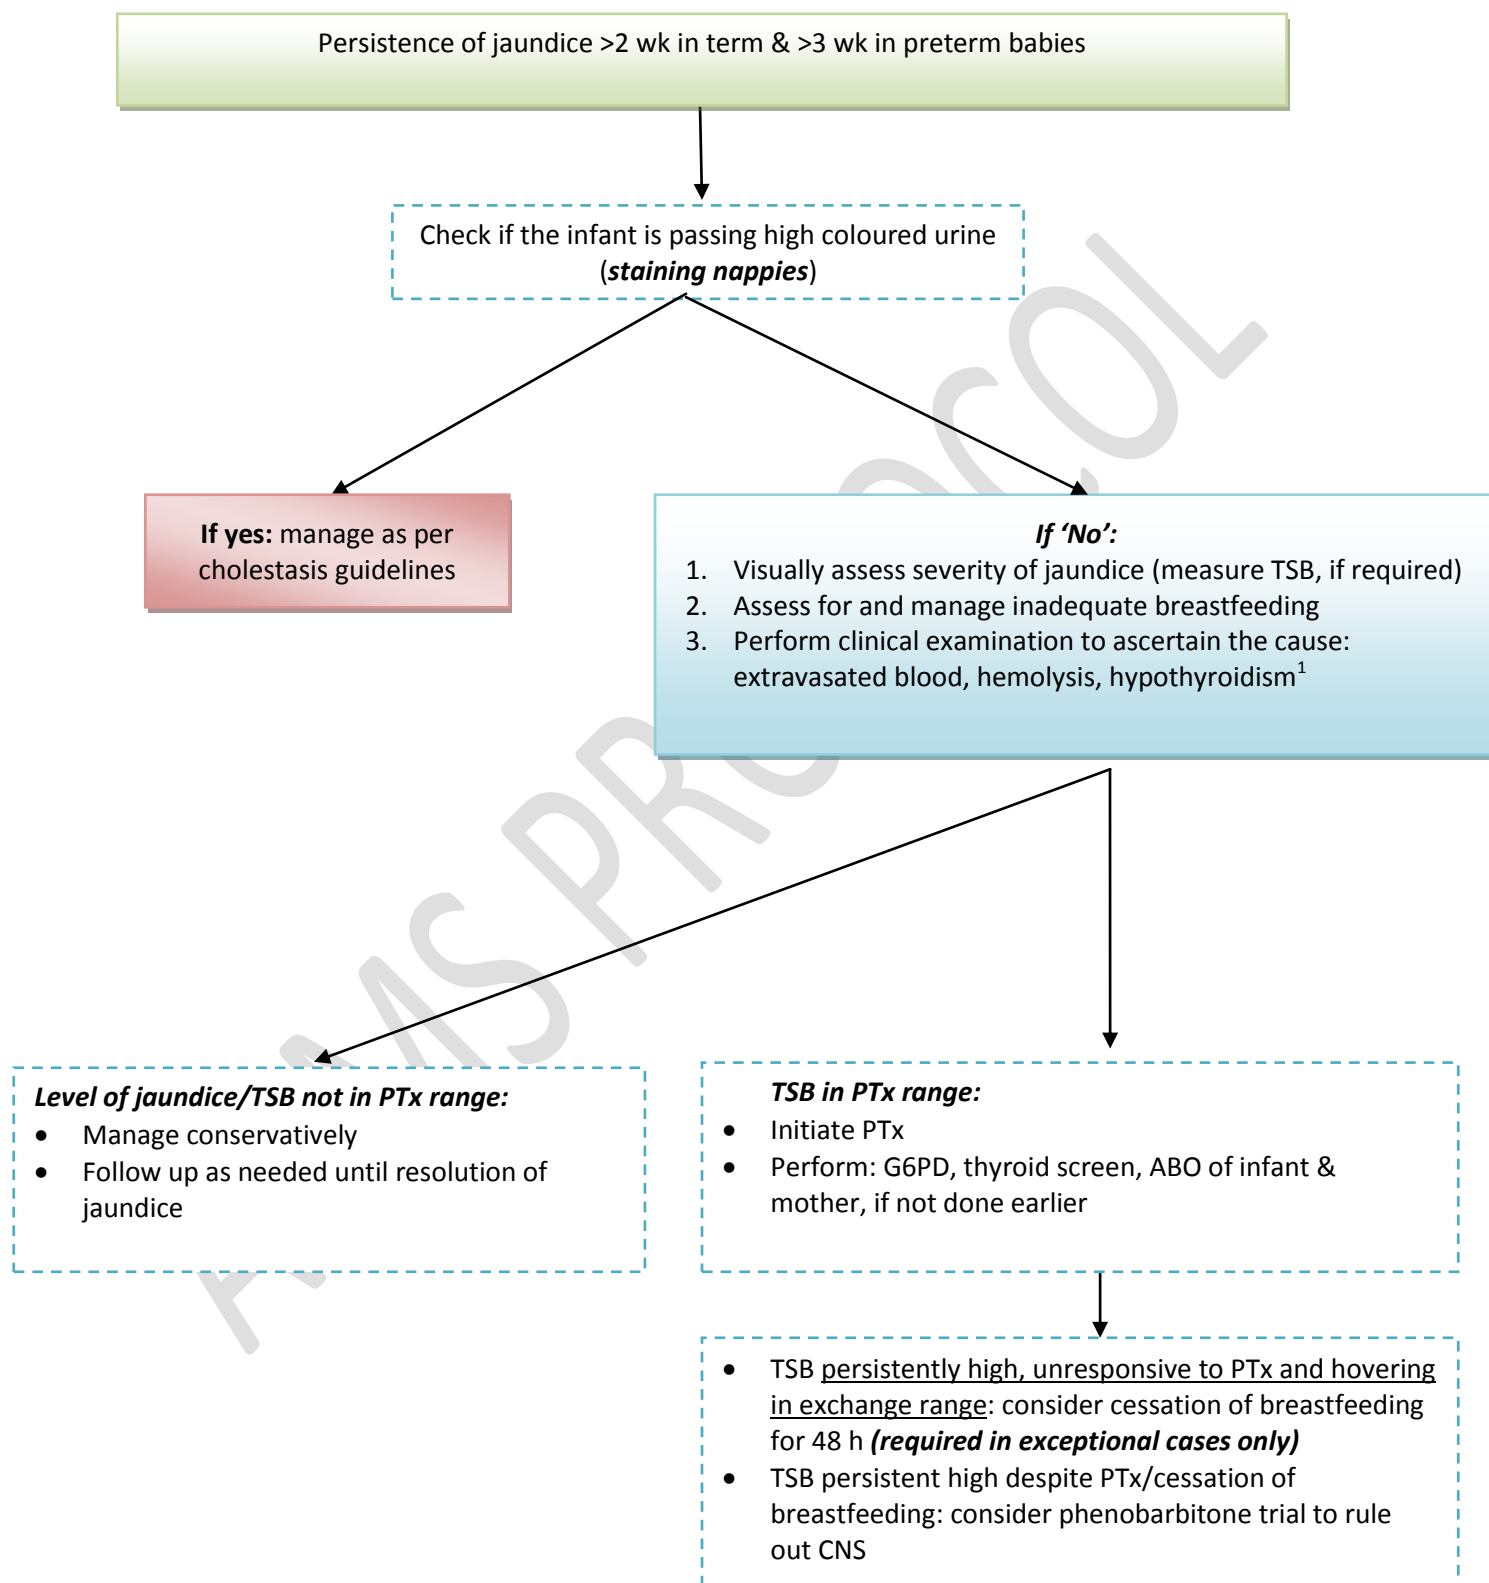 Persistence of jaundice >2 wk in term & >3 wk in preterm babies
Check if the infant is passing high coloured urine
(staining nappies)
If yes: manage as per
cholestasis guidelines
If ‘No’:
1. Visually assess severity of jaundice (measure TSB, if required)
2. Assess for and manage inadequate breastfeeding
3. Perform clinical examination to ascertain the cause:
extravasated blood, hemolysis, hypothyroidism1
Level of jaundice/TSB not in PTx range:
• Manage conservatively
• Follow up as needed until resolution of
jaundice
TSB in PTx range:
• Initiate PTx
• Perform: G6PD, thyroid screen, ABO of infant &
mother, if not done earlier
• TSB persistently high, unresponsive to PTx and hovering
in exchange range: consider cessation of breastfeeding
for 48 h (required in exceptional cases only)
• TSB persistent high despite PTx/cessation of
breastfeeding: consider phenobarbitone trial to rule
out CNS